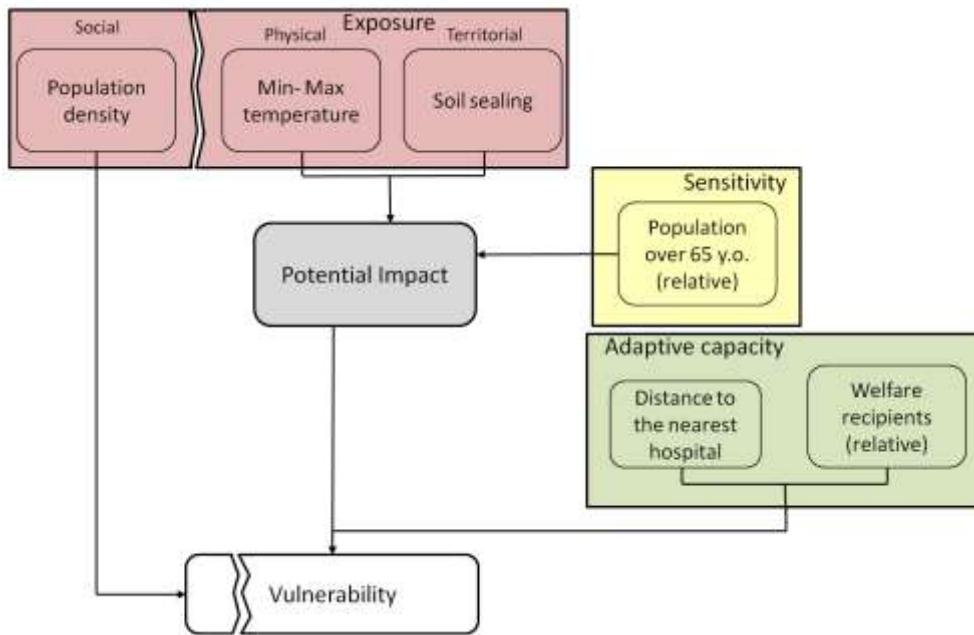 Exposure
Social
Physical
Territorial
Population
density
Min- Max
temperature
Soil sealing
Sensitivity
Population
over 65 y.o.
(relative)
Potential Impact
Adaptive capacity
Distance to
the nearest
hospital
Welfare
recipients
(relative)
Vulnerability